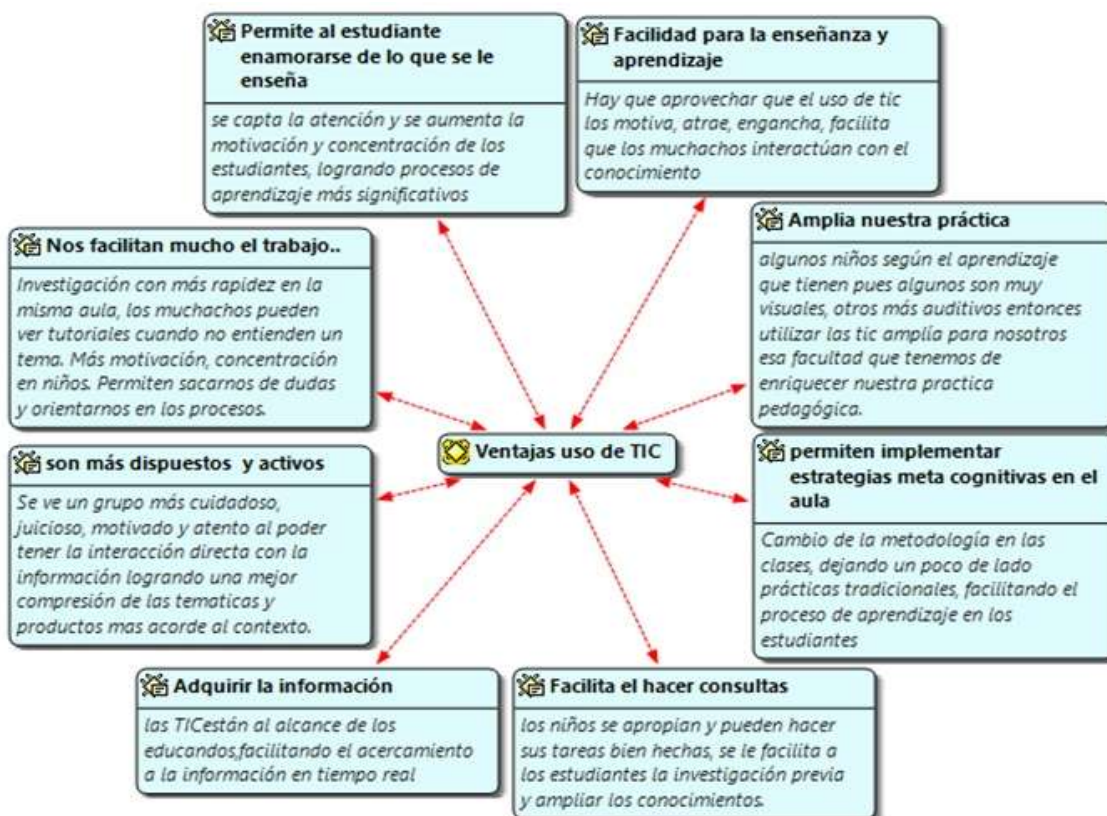 Permite al estudiante
enamorarse de lo que se le
enseña
se capta la atención y se aumenta la
motivación y concentración de los
estudiantes, logrando procesos de
aprendizaje más significativos
Facilidad para la enseñanza y
aprendizaje
Hay que aprovechar que el uso de tic
los motiva, atrae, engancha, facilita
que los muchachos interactúan con el
conocimiento
Nos facilitan mucho el trabajo..
Investigación con más rapidez en la
misma aula, los muchachos pueden
ver tutoriales cuando no entienden un
tema. Más motivación, concentración
en niños. Permiten sacarnos de dudas
y orientarnos en los procesos.
Amplia nuestra práctica
algunos niños según el aprendizaje
que tienen pues algunos son muy
visuales, otros más auditivos entonces
utilizar las tic amplía para nosotros
esa facultad que tenemos de
enriquecer nuestra practica
pedagógica.
Ventajas uso de TIC
son más dispuestos y activos
Se ve un grupo más cuidadoso,
juicioso, motivado y atento al poder
tener la interacción directa con la
información logrando una mejor
compresión de las tematicas y
productos mas acorde al contexto.
permiten implementar
estrategias meta cognitivas en el
aula
Cambio de la metodología en las
clases, dejando un poco de lado
prácticas tradicionales, facilitando el
proceso de aprendizaje en los
estudiantes
Adquirir la información
las TICestán al alcance de los
educandos,facilitando el acercamiento
a la información en tiempo real
Facilita el hacer consultas
los niños se apropian y pueden hacer
sus tareas bien hechas, se le facilita a
los estudiantes la investigación previa
y ampliar los conocimientos.